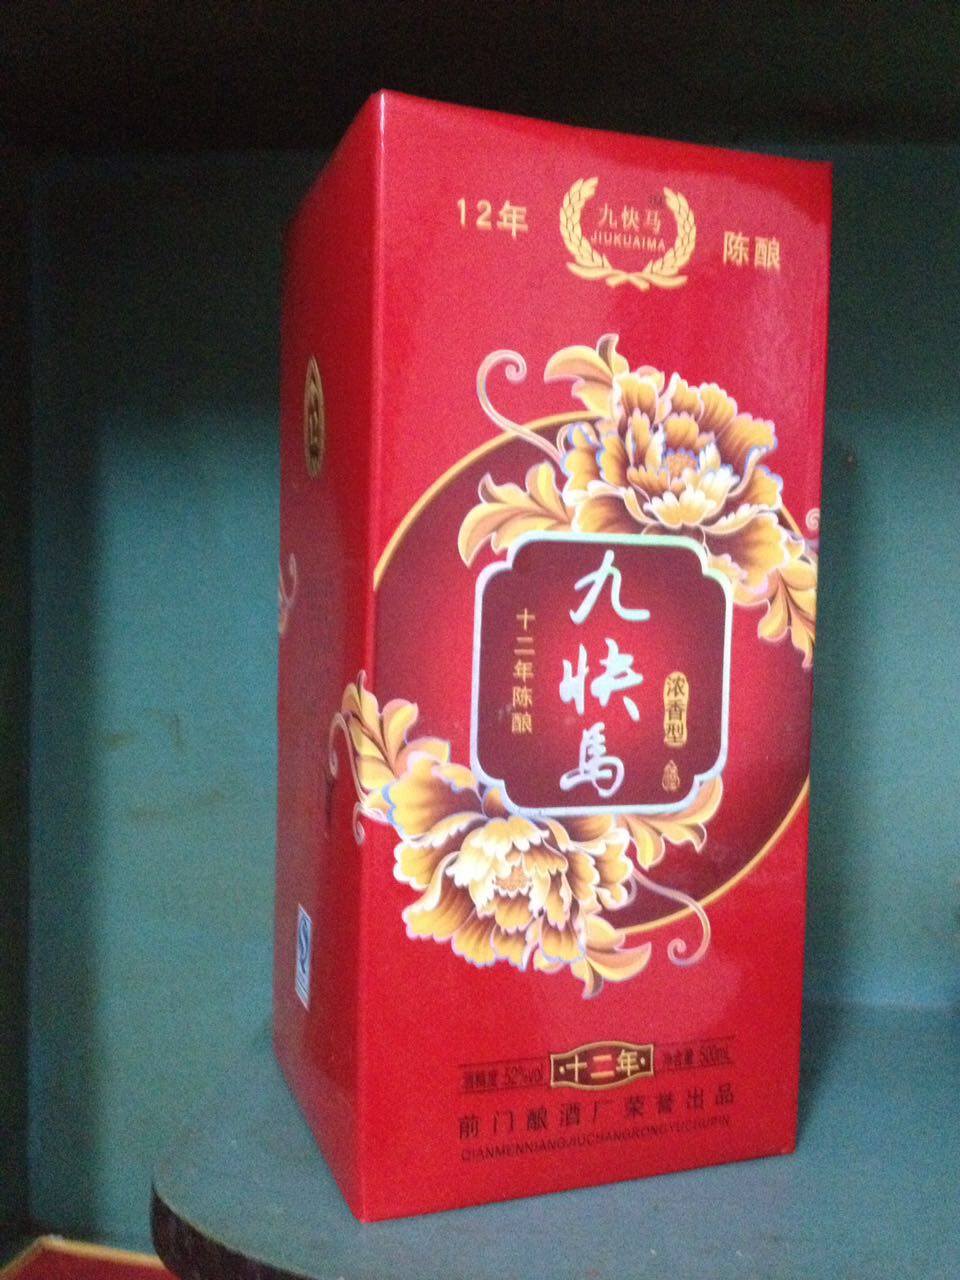 12年
九快马
JIUKUAIMA
陈酿
九快馬
十二年陈酿
浓香型
酒精度 52%vol
十二年
净含量 500mL
前门酿酒厂荣誉出品
QIANMENNIANGJIUCHANGRONGYUCHUPIN